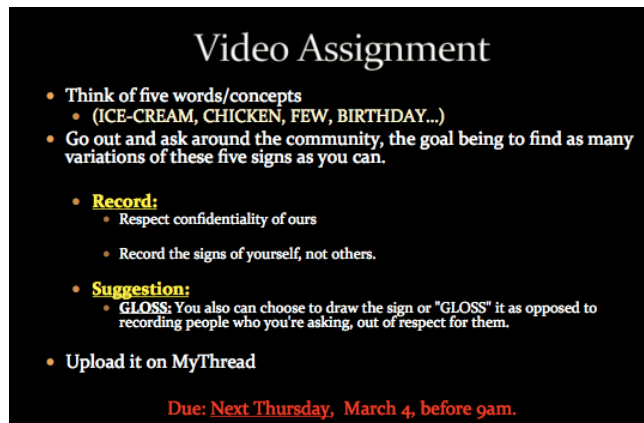 Video Assignment
• Think of five words/concepts
• (ICE-CREAM, CHICKEN, FEW, BIRTHDAY...)
• Go out and ask around the community, the goal being to find as many
variations of these five signs as you can.
• Record:
• Respect confidentiality of ours
• Record the signs of yourself, not others.
• Suggestion:
• GLOSS: You also can choose to draw the sign or "GLOSS" it as opposed to
recording people who you're asking, out of respect for them.
• Upload it on MyThread
Due: Next Thursday, March 4, before 9am.